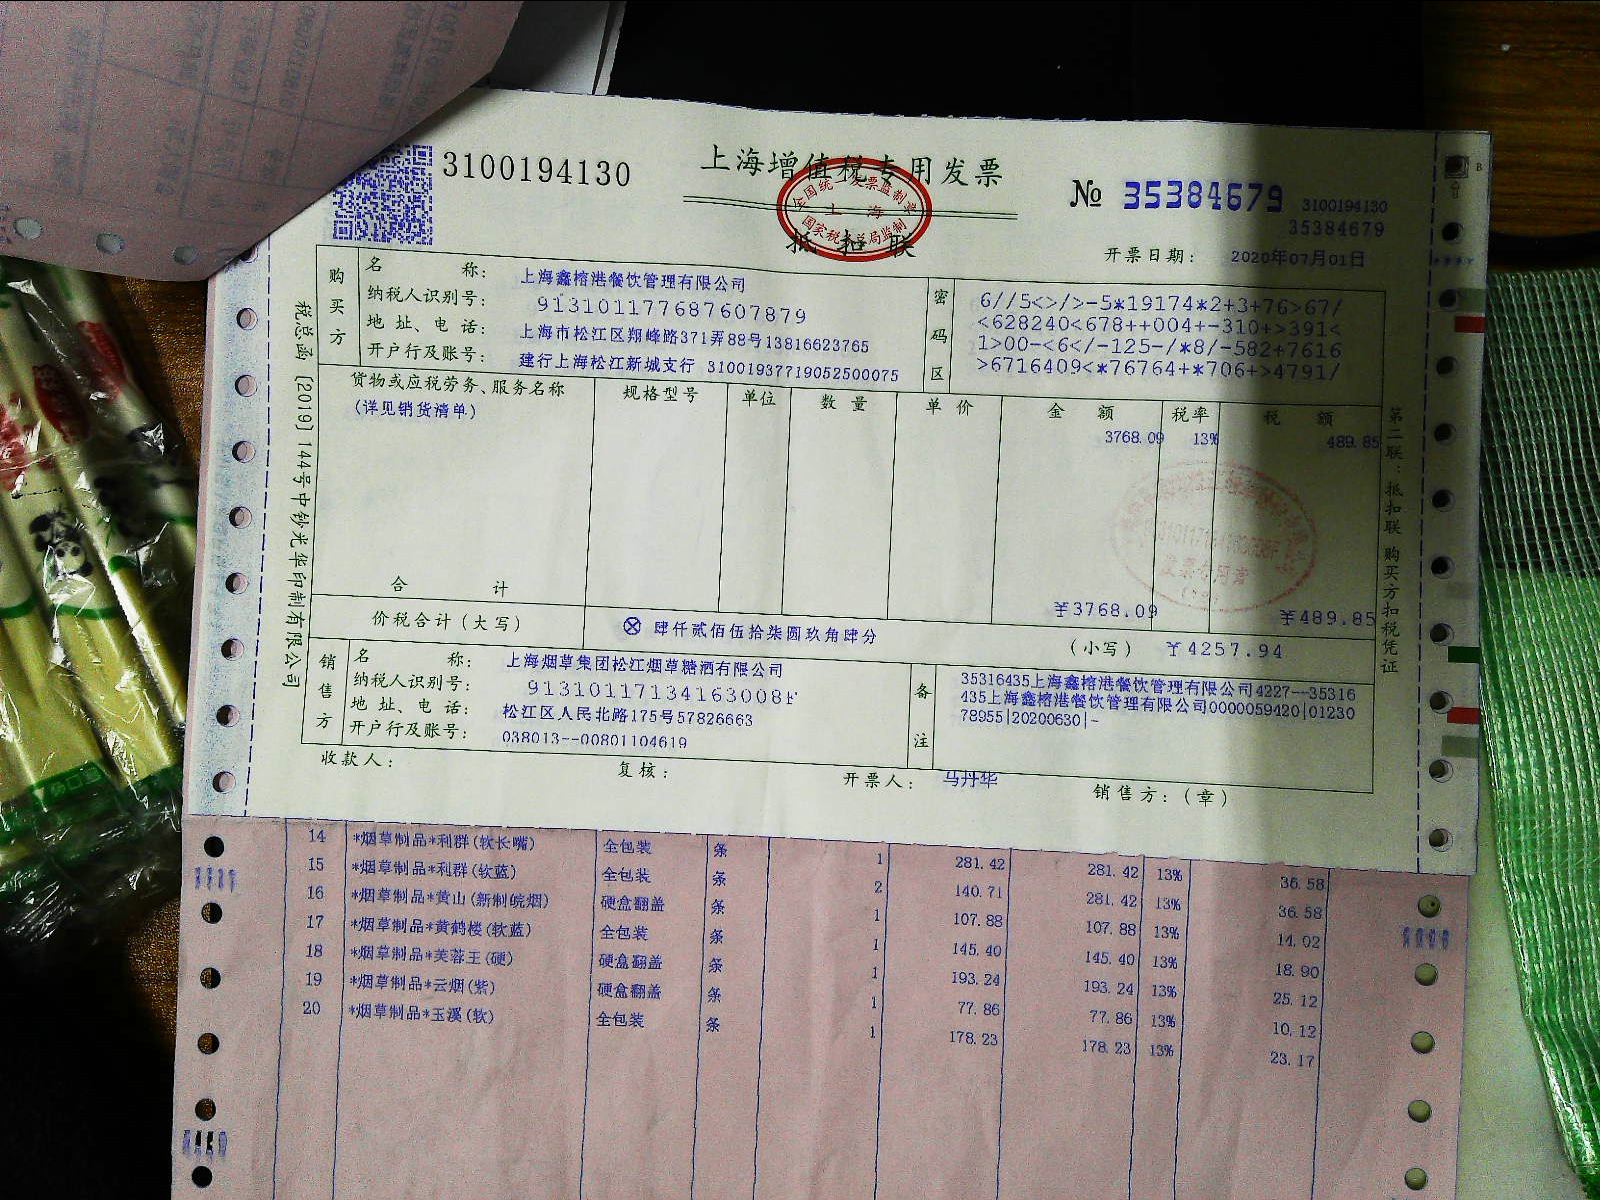 3100194130
上海增值税专用发票
全国统一发票监制章
上海
国家税务总局监制
抵扣联
№ 35384679
3100194130
35384679
开票日期: 2020年07月01日
税总函 [2019] 144号中钞光华印制有限公司
购买方
名称: 上海鑫榕港餐饮管理有限公司
纳税人识别号: 913101177687607879
地址、电话: 上海市松江区翔峰路371弄88号13816623765
开户行及账号: 建行上海松江新城支行 31001937719052500075
密码区
6//5<>/>-5*19174*2+3+76>67/
<628240<678++004+-310+>391<
1>00-<6</-125-/*8/-582+7616
>6716409<*76764+*706+>4791/
货物或应税劳务、服务名称 规格型号 单位 数量 单价 金额 税率 税额
(详见销货清单) 3768.09 13% 489.85
合计 ¥3768.09 ¥489.85
价税合计(大写) ⊗ 肆仟贰佰伍拾柒圆玖角肆分 (小写) ¥4257.94
销售方
名称: 上海烟草集团松江烟草糖酒有限公司
纳税人识别号: 91310117134163008F
地址、电话: 松江区人民北路175号57826663
开户行及账号: 038013--00801104619
备注
35316435上海鑫榕港餐饮管理有限公司4227--35316
435上海鑫榕港餐饮管理有限公司0000059420|01230
78955|20200630|-
收款人: 复核: 开票人: 马丹华 销售方:(章)
第二联:抵扣联 购买方扣税凭证
发票专用章
14 *烟草制品*利群(软长嘴) 全包装 条 1 281.42 281.42 13% 36.58
15 *烟草制品*利群(软蓝) 全包装 条 2 140.71 281.42 13% 36.58
16 *烟草制品*黄山(新制皖烟) 硬盒翻盖 条 1 107.88 107.88 13% 14.02
17 *烟草制品*黄鹤楼(软蓝) 全包装 条 1 145.40 145.40 13% 18.90
18 *烟草制品*芙蓉王(硬) 硬盒翻盖 条 1 193.24 193.24 13% 25.12
19 *烟草制品*云烟(紫) 硬盒翻盖 条 1 77.86 77.86 13% 10.12
20 *烟草制品*玉溪(软) 全包装 条 1 178.23 178.23 13% 23.17